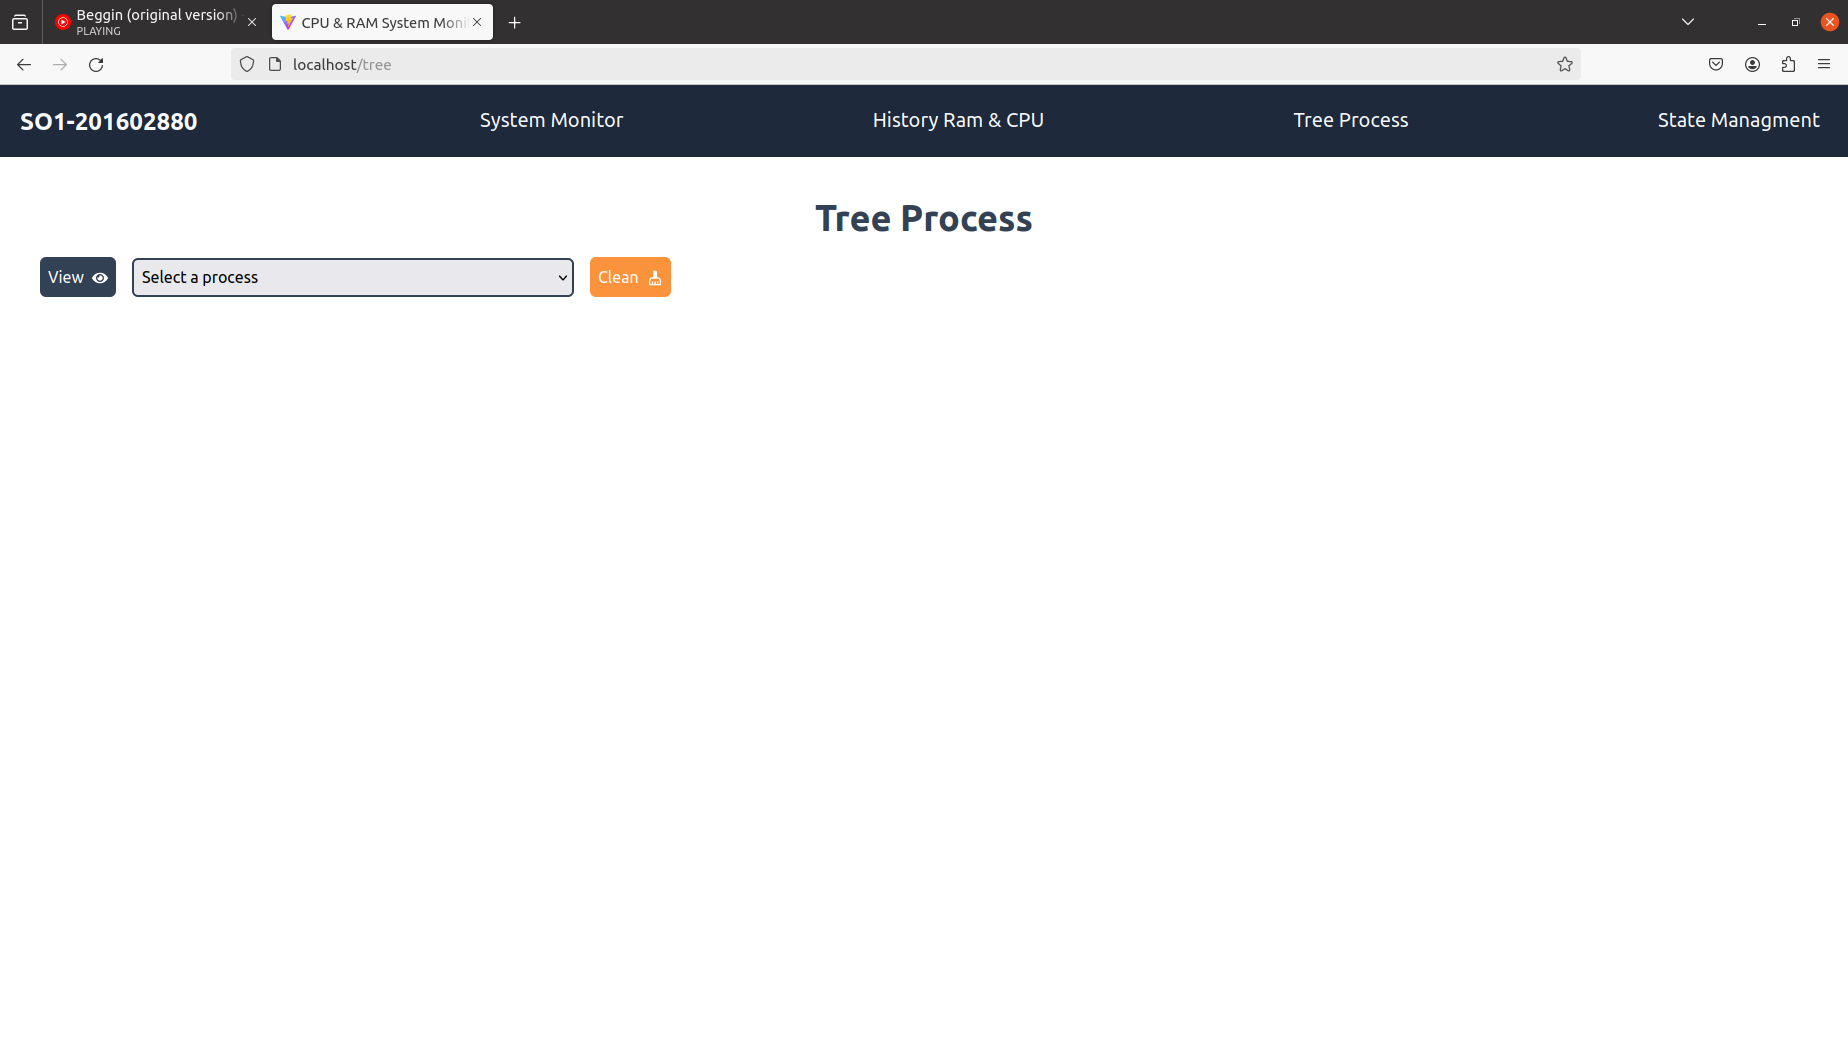 Beggin (original version)
PLAYING
CPU & RAM System Moni
localhost/tree
SO1-201602880
System Monitor
History Ram & CPU
Tree Process
State Managment
Tree Process
View
Select a process
Clean